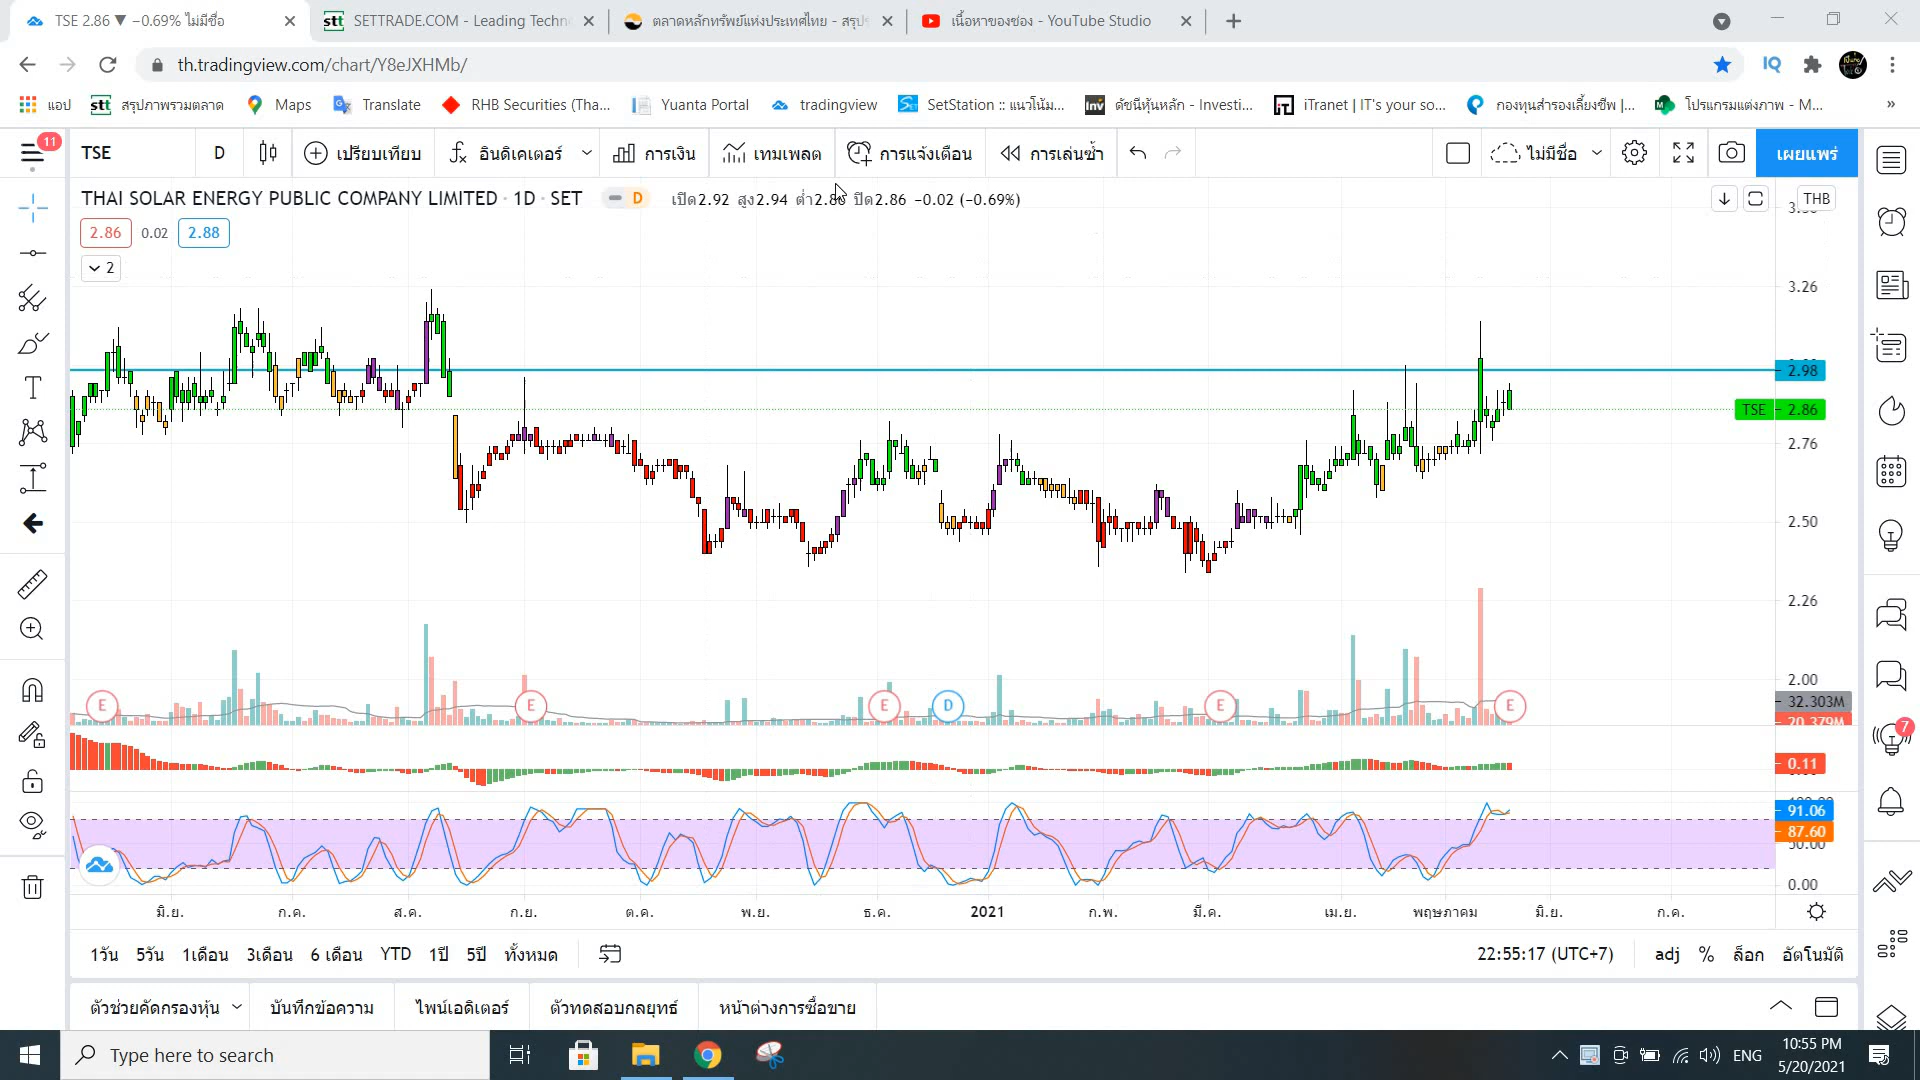 TSE 2.86 ▼ −0.69% ไม่มีชื่อ
SETTRADE.COM - Leading Techn
ตลาดหลักทรัพย์แห่งประเทศไทย - สรุป
เนื้อหาของช่อง - YouTube Studio
th.tradingview.com/chart/Y8eJXHMb/
IQ
แอป
stt สรุปภาพรวมตลาด
Maps
Translate
RHB Securities (Tha...
Yuanta Portal
tradingview
SetStation :: แนวโน้ม...
Inv ดัชนีหุ้นหลัก - Investi...
iTranet | IT's your so...
กองทุนสำรองเลี้ยงชีพ |...
โปรแกรมแต่งภาพ - M...
»
11
TSE
D
เปรียบเทียบ
อินดิเคเตอร์
การเงิน
เทมเพลต
การแจ้งเตือน
การเล่นซ้ำ
ไม่มีชื่อ
เผยแพร่
THAI SOLAR ENERGY PUBLIC COMPANY LIMITED · 1D · SET
D
เปิด2.92 สูง2.94 ต่ำ2.86 ปิด2.86 −0.02 (−0.69%)
THB
2.86
0.02
2.88
2
3.26
2.98
TSE 2.86
2.76
2.50
2.26
2.00
E
E
E
D
E
E
32.303M
20.379M
0.11
91.06
87.60
50.00
0.00
7
มิ.ย.
ก.ค.
ส.ค.
ก.ย.
ต.ค.
พ.ย.
ธ.ค.
2021
ก.พ.
มี.ค.
เม.ย.
พฤษภาคม
มิ.ย.
ก.ค.
1วัน
5วัน
1เดือน
3เดือน
6 เดือน
YTD
1ปี
5ปี
ทั้งหมด
22:55:17 (UTC+7)
adj
%
ล็อก
อัตโนมัติ
ตัวช่วยคัดกรองหุ้น
บันทึกข้อความ
ไพน์เอดิเตอร์
ตัวทดสอบกลยุทธ์
หน้าต่างการซื้อขาย
Type here to search
ENG
10:55 PM
5/20/2021